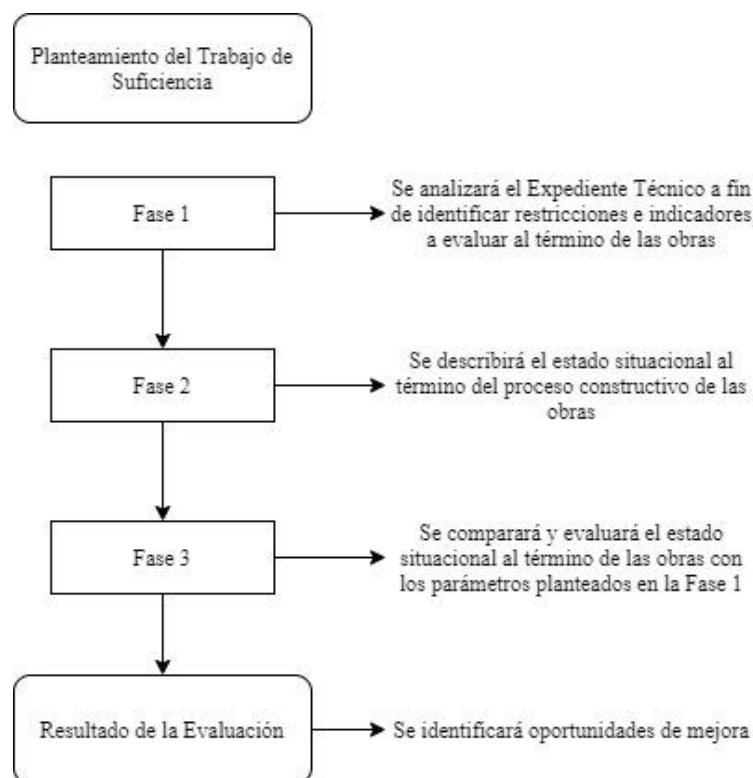 Planteamiento del Trabajo de
Suficiencia
Fase 1
Se analizará el Expediente Técnico a fín
de identificar restricciones e indicadores
a evaluar al término de las obras
Fase 2
Se describirá el estado situacional al
término del proceso constructivo de las
obras
Fase 3
Se comparará y evaluará el estado
situacional al término de las obras con
los parámetros planteados en la Fase 1
Resultado de la Evaluación
Se identificará oportunidades de mejora